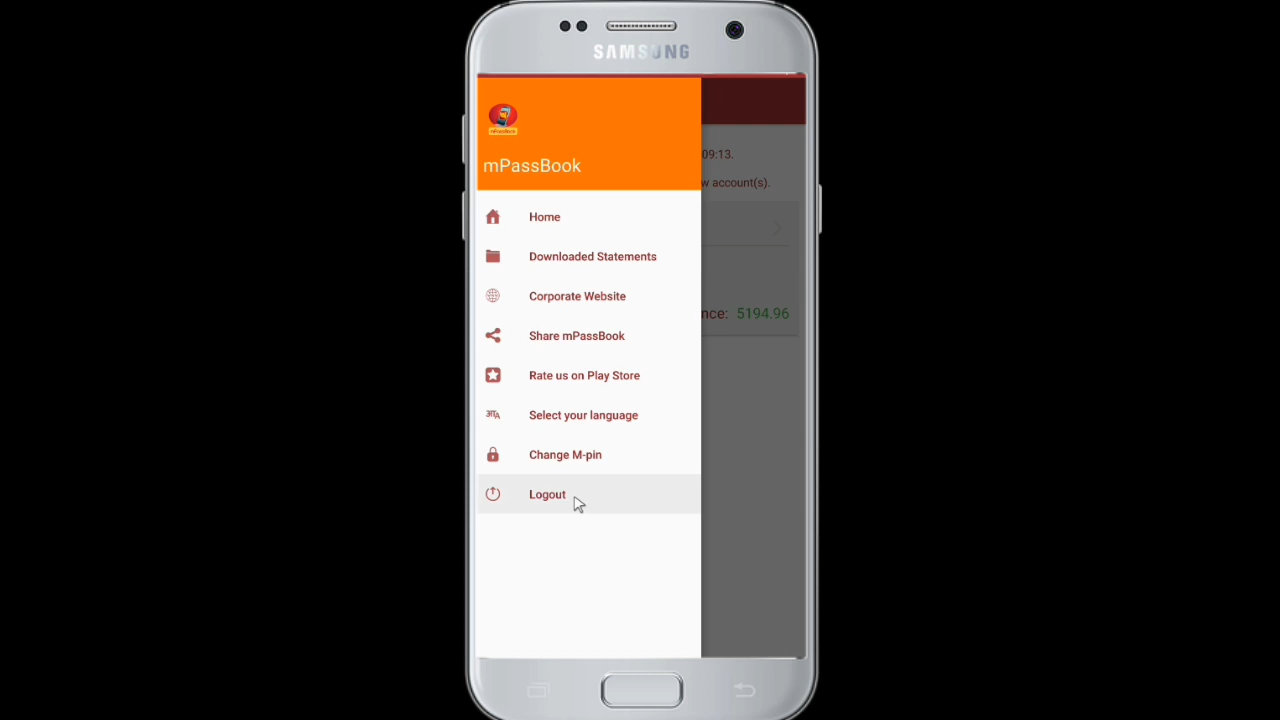 SAMSUNG
mPassBook
09:13.
w account(s).
Home
Downloaded Statements
Corporate Website
nce: 5194.96
Share mPassBook
Rate us on Play Store
अA
Select your language
Change M-pin
Logout